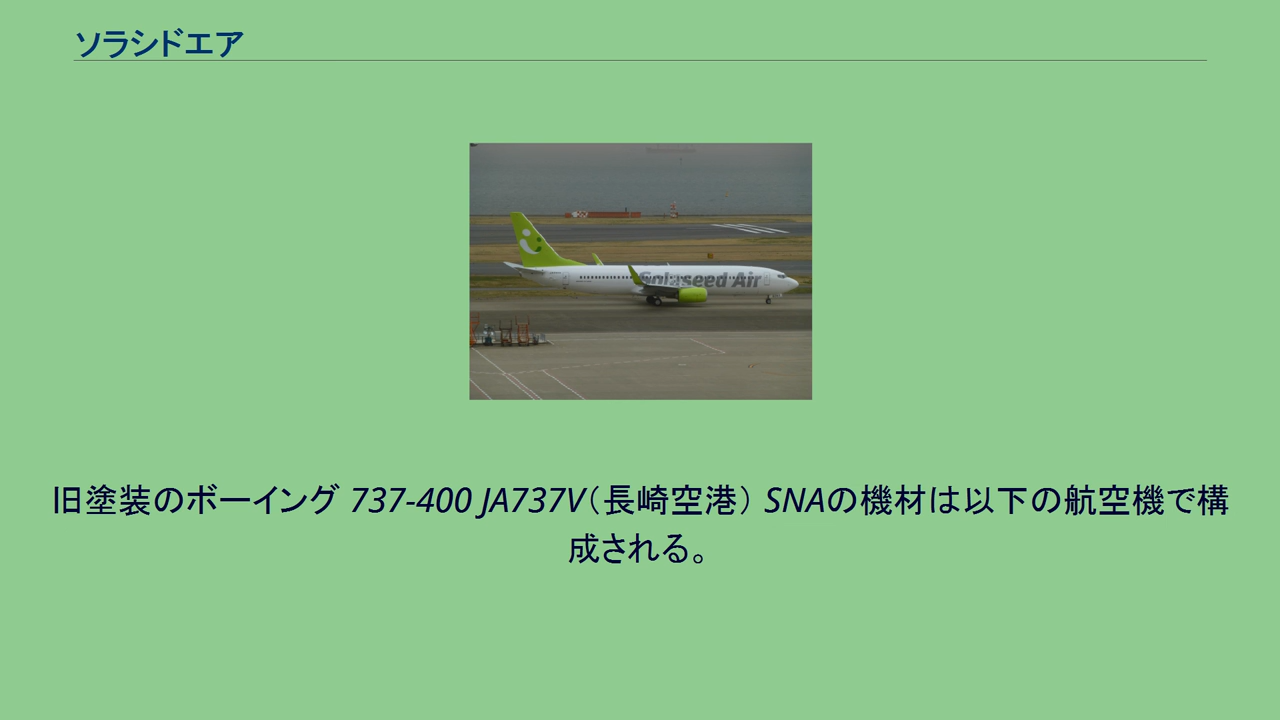 ソラシドエア
Solaseed Air
旧塗装のボーイング 737-400 JA737V（長崎空港） SNAの機材は以下の航空機で構
成される。